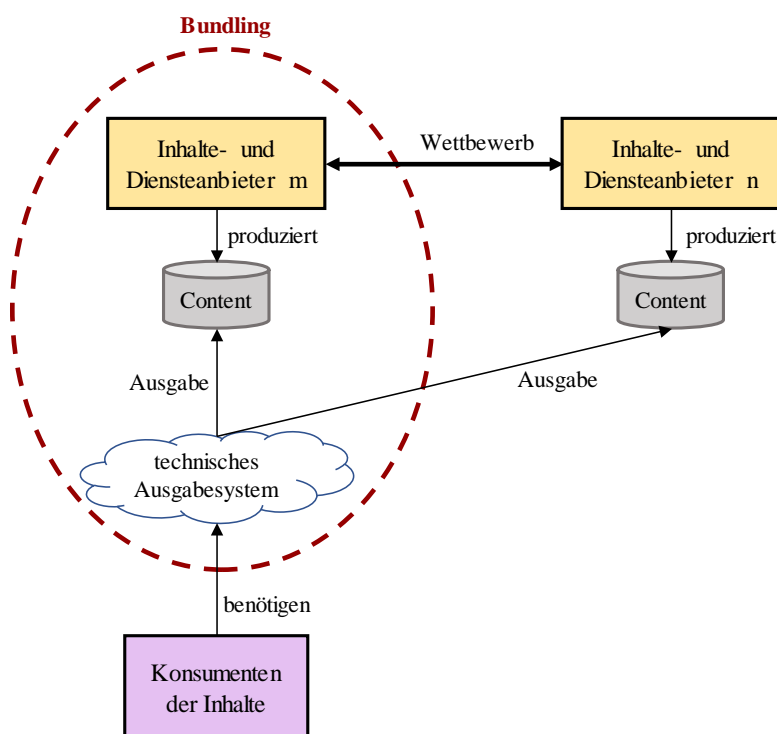 Bundling
Inhalte- und
Diensteanbieter m
Wettbewerb
Inhalte- und
Diensteanbieter n
produziert
produziert
Content
Content
Ausgabe
Ausgabe
technisches
Ausgabesystem
benötigen
Konsumenten
der Inhalte